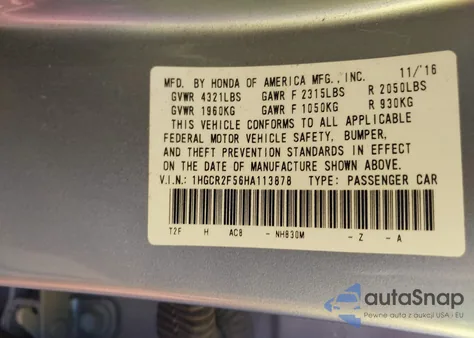 MFD. BY HONDA OF AMERICA MFG., INC. 11/16
GVWR 4321LBS GAWR F 2315LBS R 2050LBS
GVWR 1960KG GAWR F 1050KG R 930KG
THIS VEHICLE CONFORMS TO ALL APPLICABLE
FEDERAL MOTOR VEHICLE SAFETY, BUMPER,
AND THEFT PREVENTION STANDARDS IN EFFECT
ON THE DATE OF MANUFACTURE SHOWN ABOVE.
V.I.N.: 1HGCR2F56HA113878 TYPE: PASSENGER CAR
T2F H AC8 - NH830M - Z - A
autoSnap
Pewne auta z aukcji USA i EU